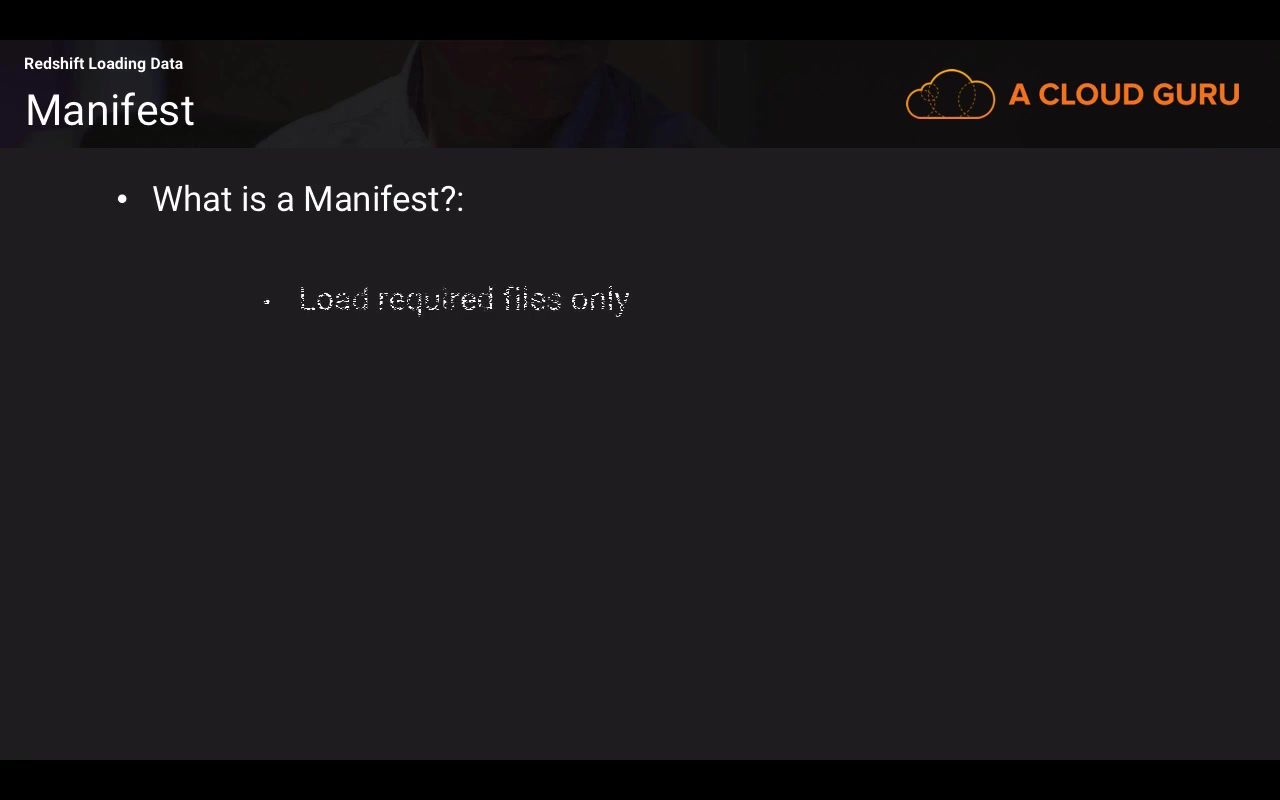 Redshift Loading Data
Manifest
A CLOUD GURU
• What is a Manifest?:
• Load required files only